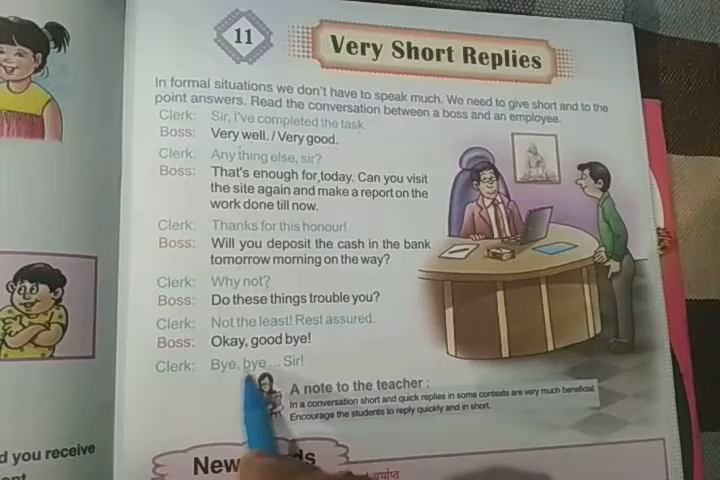 11
Very Short Replies
In formal situations we don't have to speak much. We need to give short and to the
point answers. Read the conversation between a boss and an employee.
Clerk: Sir, I've completed the task.
Boss: Very well. / Very good.
Clerk: Any thing else, sir?
Boss: That's enough for today. Can you visit
the site again and make a report on the
work done till now.
Clerk: Thanks for this honour!
Boss: Will you deposit the cash in the bank
tomorrow morning on the way?
Clerk: Why not?
Boss: Do these things trouble you?
Clerk: Not the least! Rest assured.
Boss: Okay, good bye!
Clerk: Bye, bye ... Sir!
A note to the teacher :
In a conversation short and quick replies in some contexts are very much beneficial.
Encourage the students to reply quickly and in short.
d you receive
New
पर्याप्त